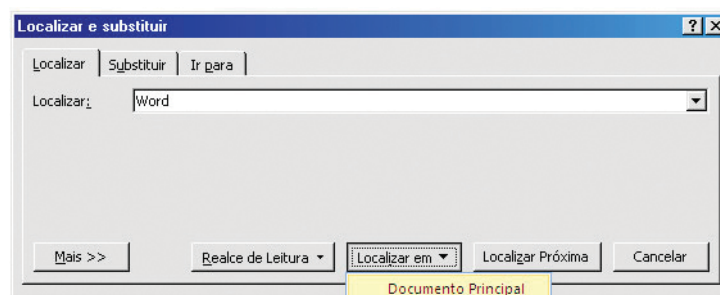 Localizar e substituir
Localizar Substituir Ir para
Localizar: Word
Mais >> Realce de Leitura Localizar em Localizar Próxima Cancelar
Documento Principal